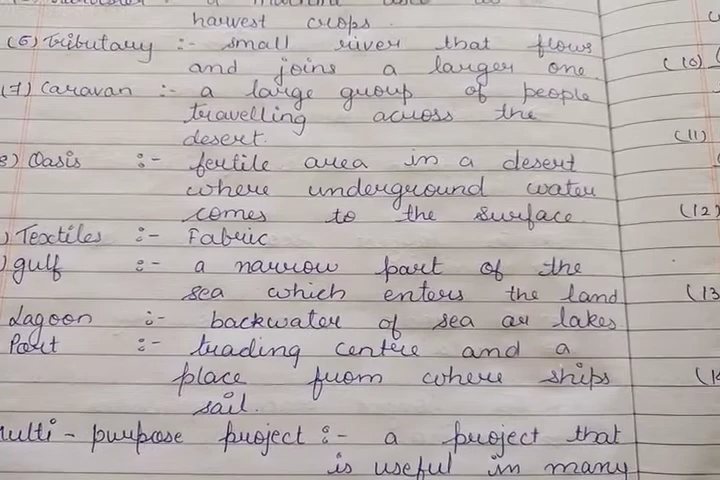 harvest crops.
(6) Tributary :- small river that flows
and joins a larger one. (10)
(7) Caravan :- a large group of people
travelling across the
desert. (11)
8) Oasis :- fertile area in a desert
where underground water
comes to the surface (12)
) Textiles :- Fabric
) gulf :- a narrow part of the
sea which enters the land (13
Lagoon :- backwater of sea or lakes
Port :- trading centre and a
place from where ships
sail.
multi-purpose project :- a project that
is useful in many